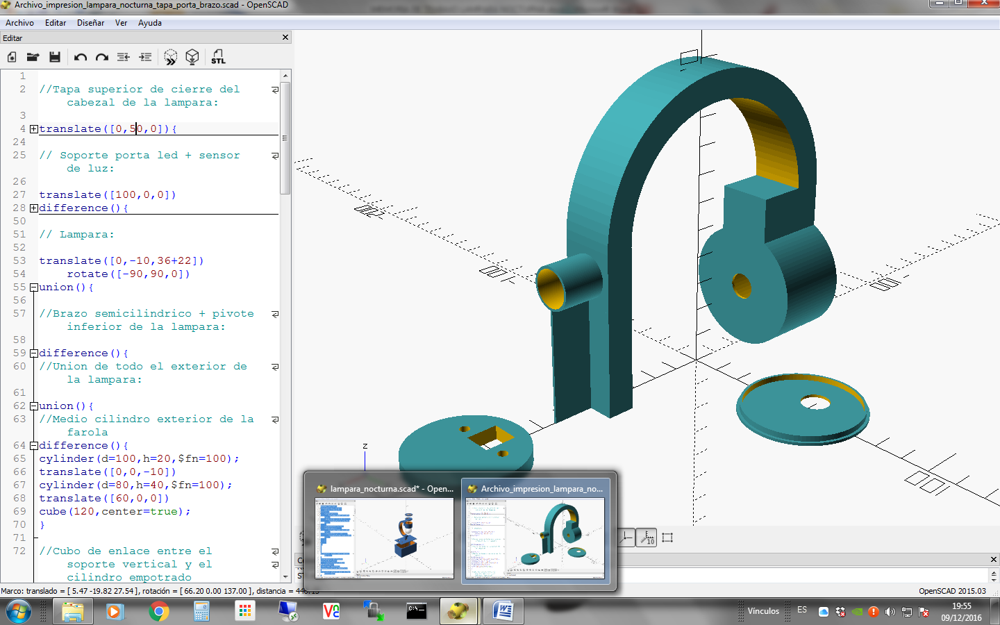 Archivo_impresion_lampara_nocturna_tapa_porta_brazo.scad - OpenSCAD
Archivo Editar Diseñar Ver Ayuda
Editar
STL
1
2 //Tapa superior de cierre del
cabezal de la lampara:
3
4 translate([0,50,0]){
24
25 // Soporte porta led + sensor
de luz:
26
27 translate([100,0,0])
28 difference(){
50
51 // Lampara:
52
53 translate([0,-10,36+22])
54 rotate([-90,90,0])
55 union(){
56
57 //Brazo semicilindrico + pivote
inferior de la lampara:
58
59 difference(){
60 //Union de todo el exterior de
la lampara:
61
62 union(){
63 //Medio cilindro exterior de la
farola
64 difference(){
65 cylinder(d=100,h=20,$fn=100);
66 translate([0,0,-10])
67 cylinder(d=80,h=40,$fn=100);
68 translate([60,0,0])
69 cube(120,center=true);
70 }
71
72 //Cubo de enlace entre el
soporte vertical y el
cilindro empotrado
z
10
lampara_nocturna.scad* - Open...
Archivo_impresion_lampara_no...
Marco: translado = [ 5.47 -19.82 27.54 ], rotación = [ 66.20 0.00 137.00 ], distancia =
OpenSCAD 2015.03
Vínculos
ES
19:55
09/12/2016